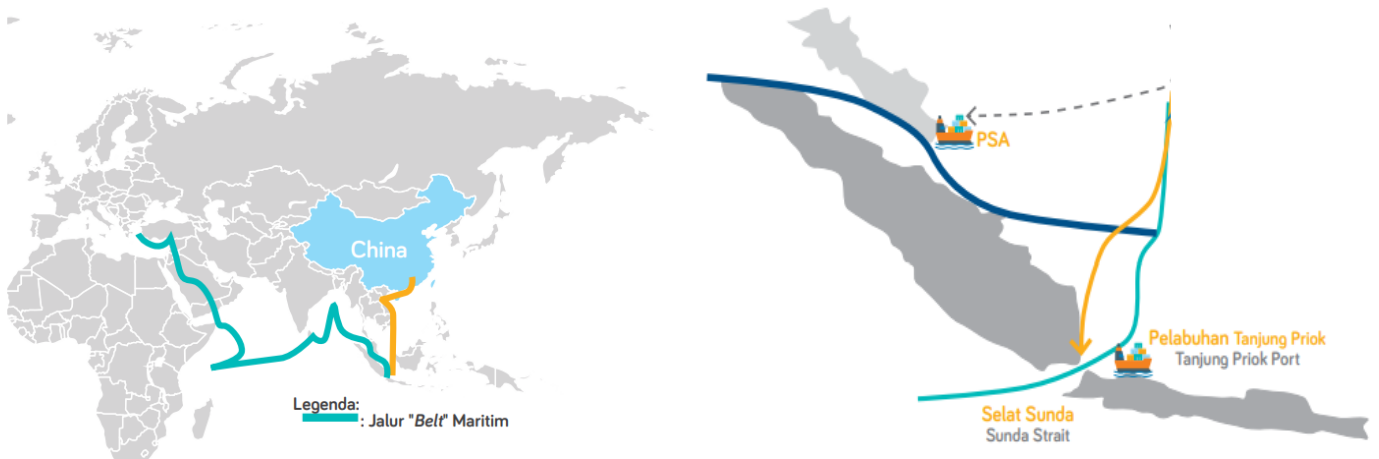 China
Legenda:
: Jalur "Belt" Maritim
PSA
Pelabuhan Tanjung Priok
Tanjung Priok Port
Selat Sunda
Sunda Strait